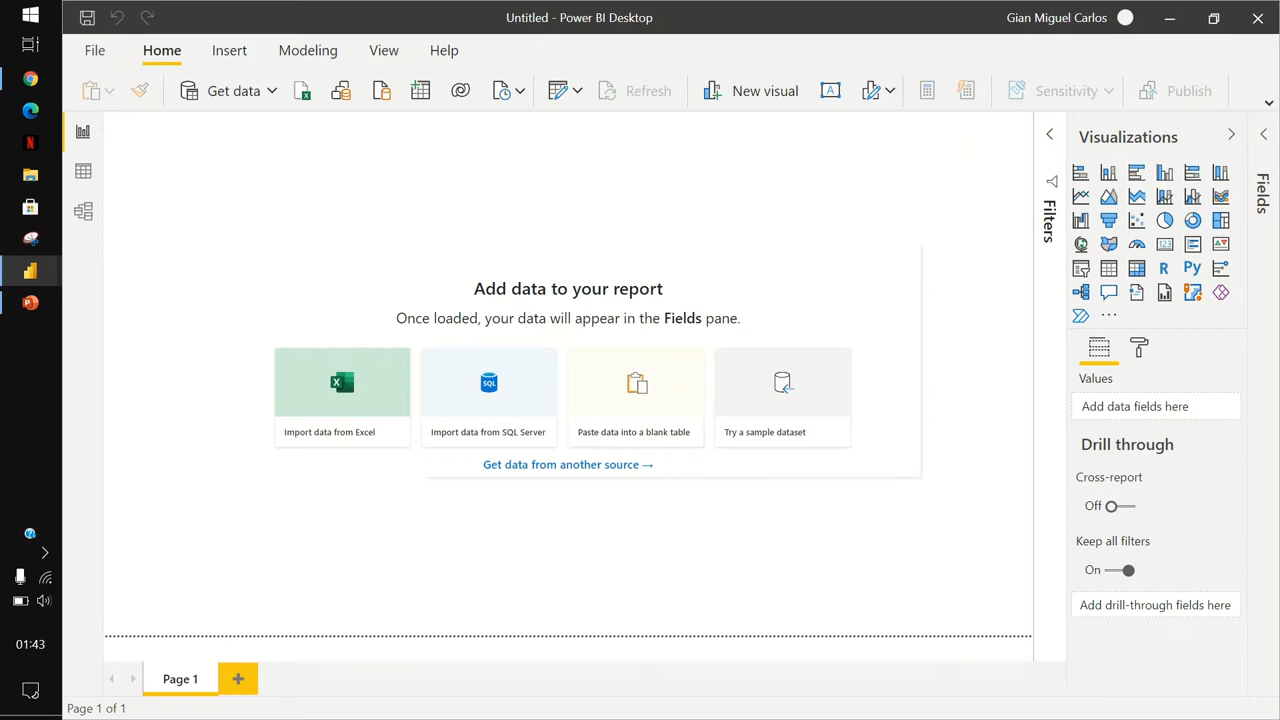 Untitled - Power BI Desktop
Gian Miguel Carlos
File Home Insert Modeling View Help
Get data
Refresh
New visual
A
Sensitivity
Publish
Filters
Visualizations
Fields
123
R
Py
Add data to your report
Once loaded, your data will appear in the Fields pane.
X
SQL
Import data from Excel
Import data from SQL Server
Paste data into a blank table
Try a sample dataset
Get data from another source →
Values
Add data fields here
Drill through
Cross-report
Off
Keep all filters
On
Add drill-through fields here
N
P
?
01:43
Page 1
+
Page 1 of 1